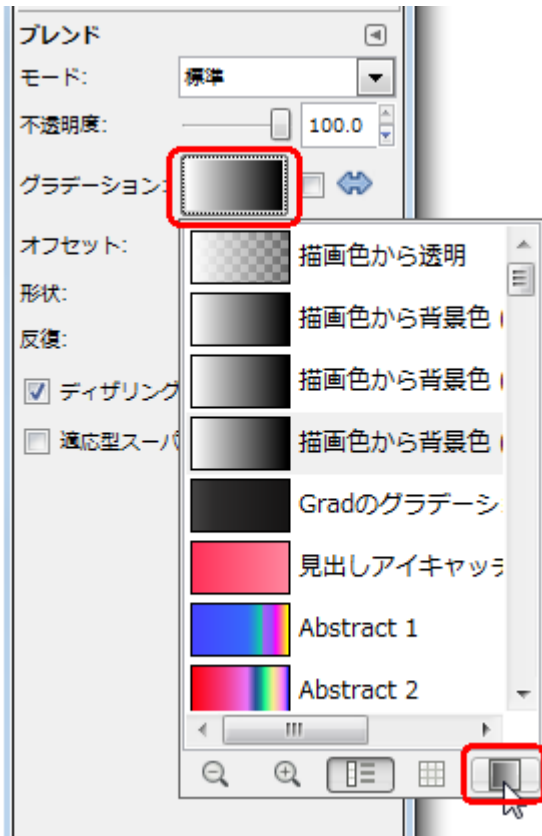 ブレンド
モード: 標準
不透明度: 100.0
グラデーション:
オフセット:
形状:
反復:
ディザリング
適応型スーパ
描画色から透明
描画色から背景色 (
描画色から背景色 (
描画色から背景色 (
Gradのグラデーシ
見出しアイキャッチ
Abstract 1
Abstract 2